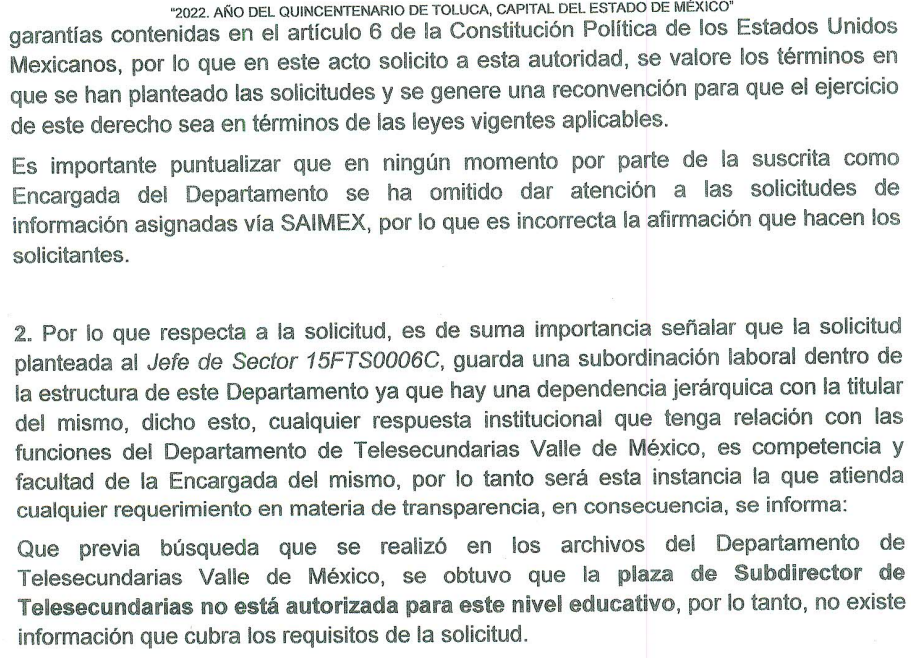 "2022. AÑO DEL QUINCENTENARIO DE TOLUCA, CAPITAL DEL ESTADO DE MÉXICO"
garantías contenidas en el artículo 6 de la Constitución Política de los Estados Unidos
Mexicanos, por lo que en este acto solicito a esta autoridad, se valore los términos en
que se han planteado las solicitudes y se genere una reconvención para que el ejercicio
de este derecho sea en términos de las leyes vigentes aplicables.
Es importante puntualizar que en ningún momento por parte de la suscrita como
Encargada del Departamento se ha omitido dar atención a las solicitudes de
información asignadas vía SAIMEX, por lo que es incorrecta la afirmación que hacen los
solicitantes.
2. Por lo que respecta a la solicitud, es de suma importancia señalar que la solicitud
planteada al Jefe de Sector 15FTS0006C, guarda una subordinación laboral dentro de
la estructura de este Departamento ya que hay una dependencia jerárquica con la titular
del mismo, dicho esto, cualquier respuesta institucional que tenga relación con las
funciones del Departamento de Telesecundarias Valle de México, es competencia y
facultad de la Encargada del mismo, por lo tanto será esta instancia la que atienda
cualquier requerimiento en materia de transparencia, en consecuencia, se informa:
Que previa búsqueda que se realizó en los archivos del Departamento de
Telesecundarias Valle de México, se obtuvo que la plaza de Subdirector de
Telesecundarias no está autorizada para este nivel educativo, por lo tanto, no existe
información que cubra los requisitos de la solicitud.